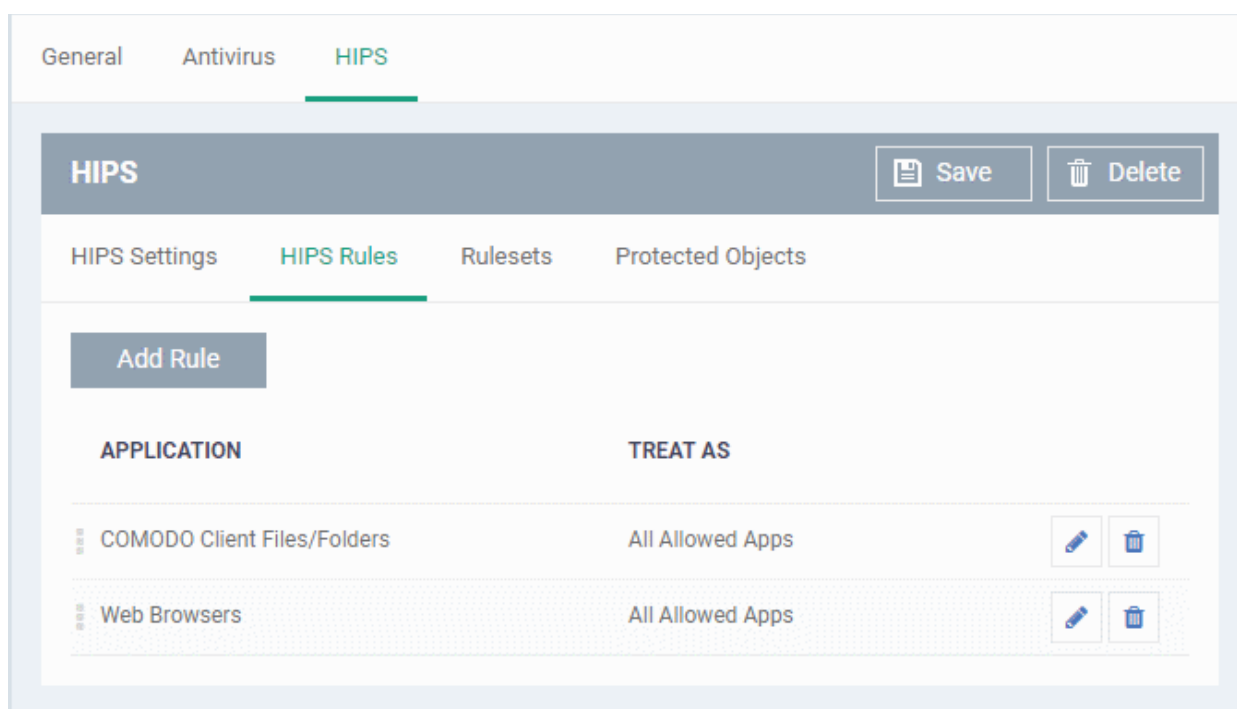 General Antivirus HIPS
HIPS Save Delete
HIPS Settings HIPS Rules Rulesets Protected Objects
Add Rule
APPLICATION TREAT AS
COMODO Client Files/Folders All Allowed Apps
Web Browsers All Allowed Apps